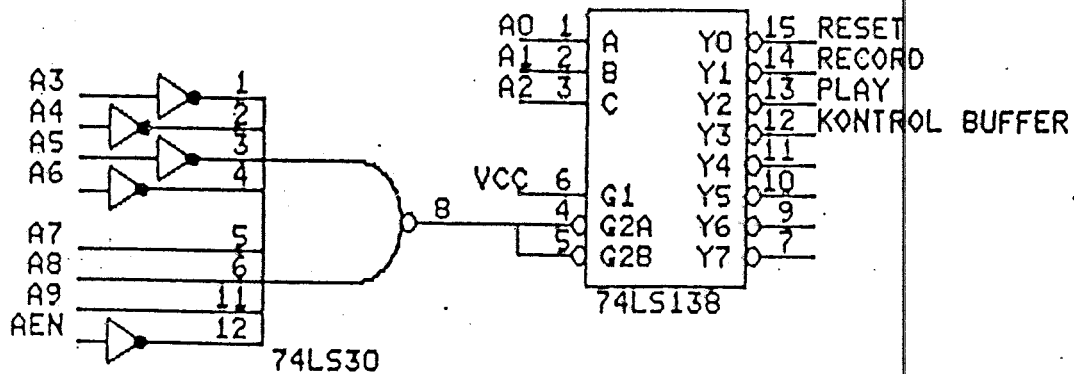 A0 1 A Y0 15 RESET
A1 2 B Y1 14 RECORD
A2 3 C Y2 13 PLAY
Y3 12 KONTROL BUFFER
Y4 11
VCC 6 G1 Y5 10
4 G2A Y6 9
5 G2B Y7 7
74LS138
A3 1
A4 2
A5 3
A6 4
8
A7 5
A8 6
A9 11
AEN 12
74LS30